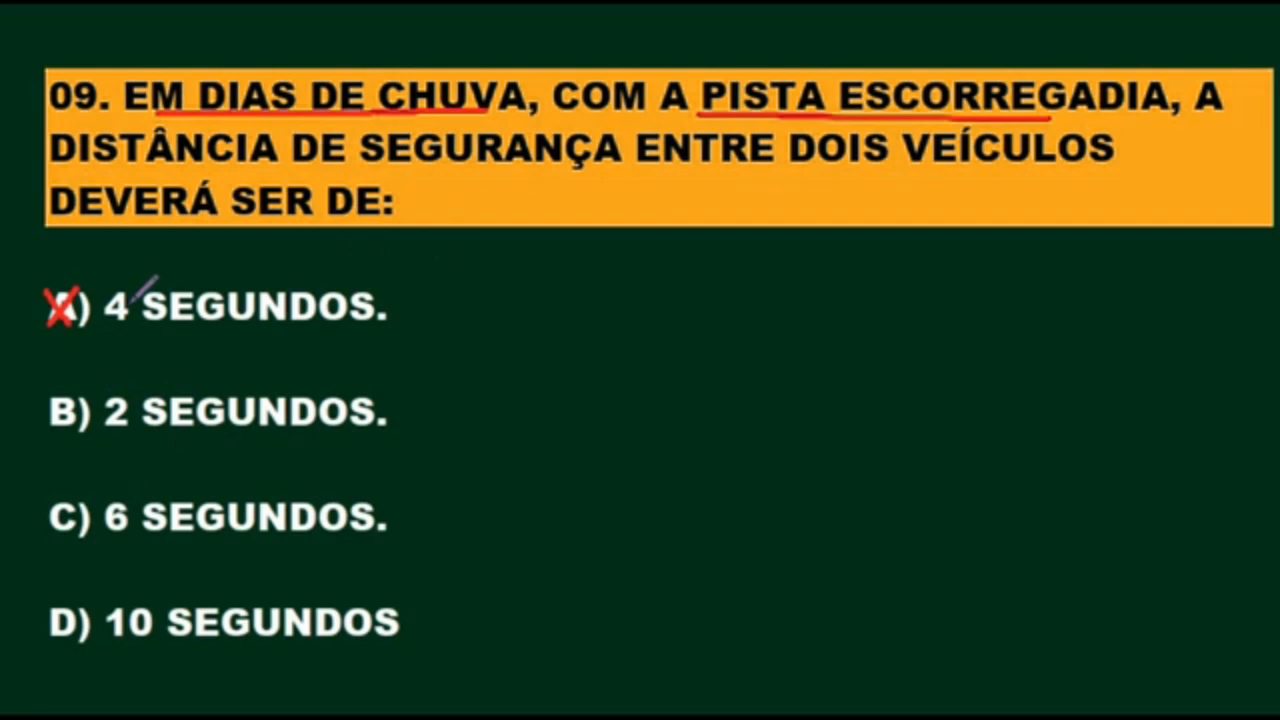 09. EM DIAS DE CHUVA, COM A PISTA ESCORREGADIA, A
DISTÂNCIA DE SEGURANÇA ENTRE DOIS VEÍCULOS
DEVERÁ SER DE:
A) 4 SEGUNDOS.
B) 2 SEGUNDOS.
C) 6 SEGUNDOS.
D) 10 SEGUNDOS